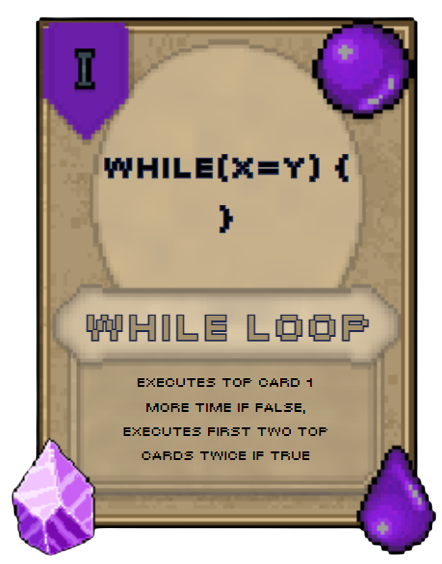 I
WHILE(X=Y) {
}
WHILE LOOP
EXECUTES TOP CARD 1
MORE TIME IF FALSE,
EXECUTES FIRST TWO TOP
CARDS TWICE IF TRUE